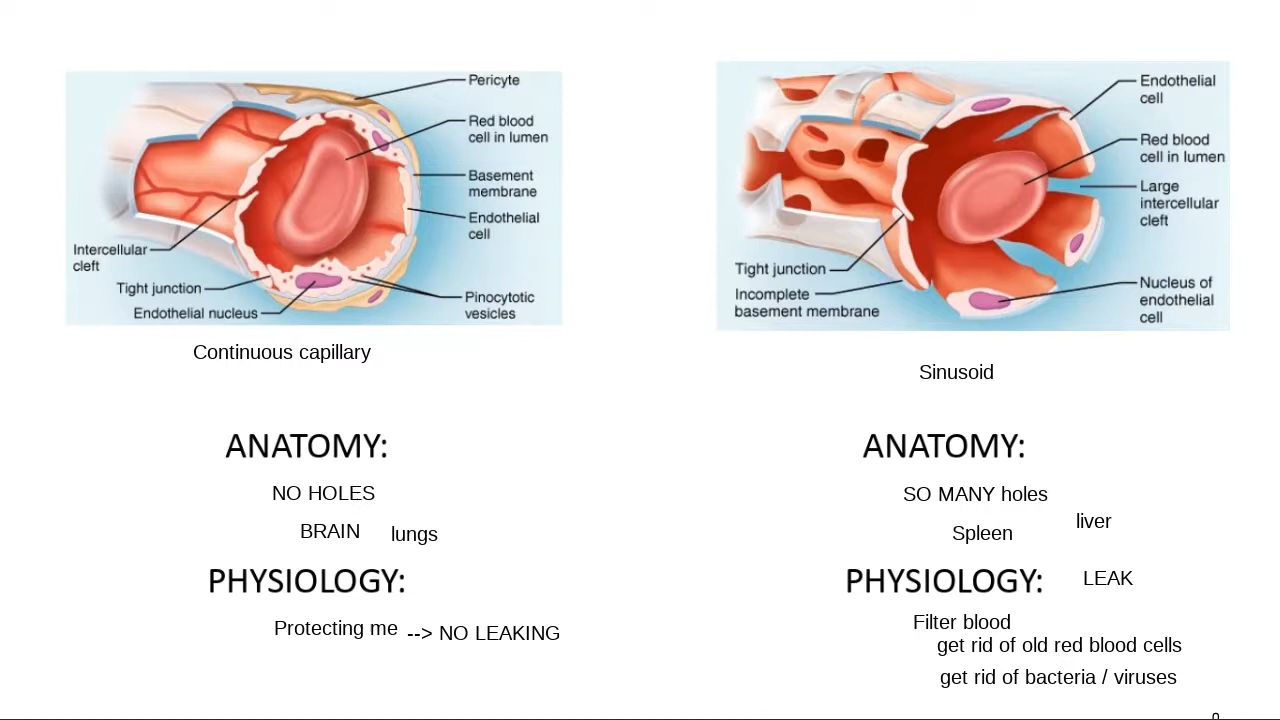 Pericyte
Red blood
cell in lumen
Basement
membrane
Endothelial
cell
Intercellular
cleft
Tight junction
Endothelial nucleus
Pinocytotic
vesicles
Continuous capillary
ANATOMY:
NO HOLES
BRAIN lungs
PHYSIOLOGY:
Protecting me --> NO LEAKING
Endothelial
cell
Red blood
cell in lumen
Large
intercellular
cleft
Tight junction
Incomplete
basement membrane
Nucleus of
endothelial
cell
Sinusoid
ANATOMY:
SO MANY holes
liver
Spleen
PHYSIOLOGY: LEAK
Filter blood
get rid of old red blood cells
get rid of bacteria / viruses